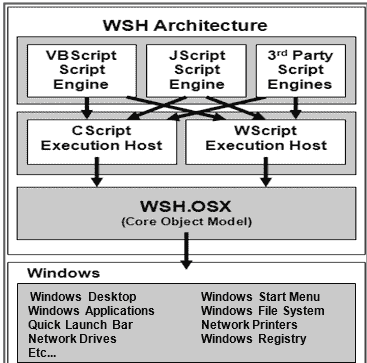 WSH Architecture
VBScript
Script
Engine
JScript
Script
Engine
3rd Party
Script
Engines
CScript
Execution Host
WScript
Execution Host
WSH.OSX
(Core Object Model)
Windows
Windows Desktop
Windows Applications
Quick Launch Bar
Network Drives
Etc...
Windows Start Menu
Windows File System
Network Printers
Windows Registry